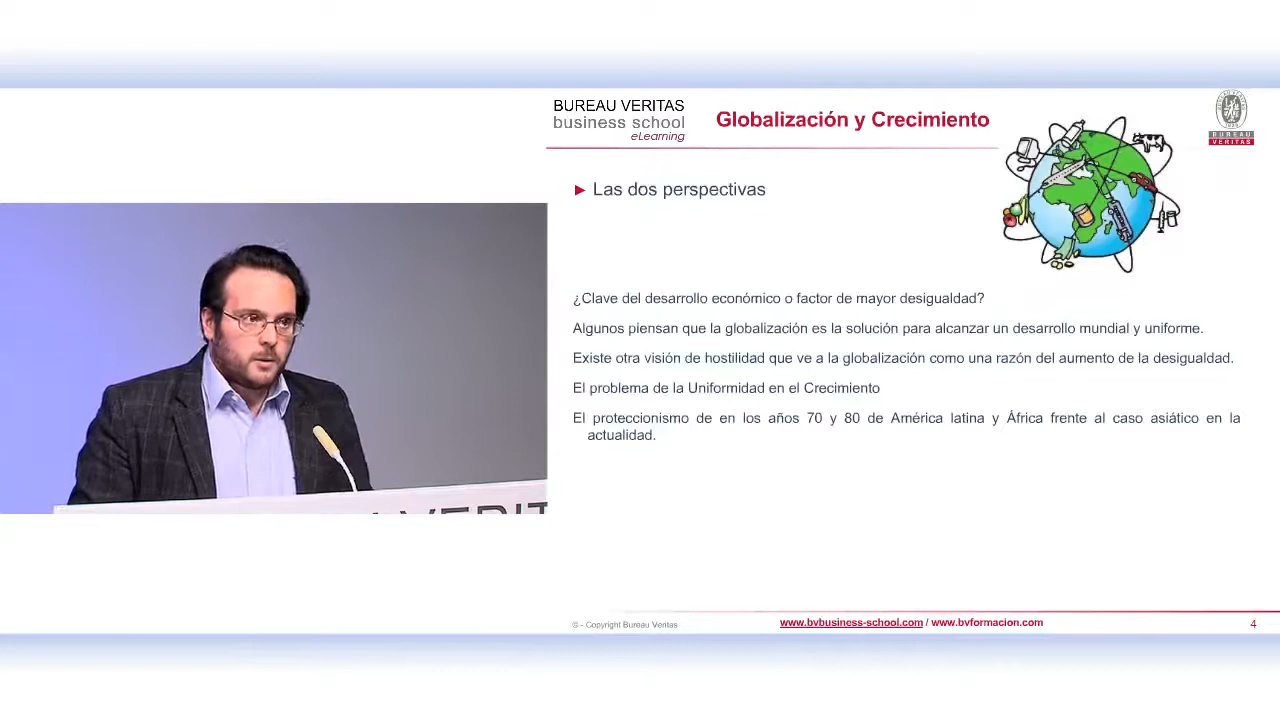 BUREAU VERITAS
business school
eLearning
Globalización y Crecimiento
BUREAU
VERITAS
► Las dos perspectivas
¿Clave del desarrollo económico o factor de mayor desigualdad?
Algunos piensan que la globalización es la solución para alcanzar un desarrollo mundial y uniforme.
Existe otra visión de hostilidad que ve a la globalización como una razón del aumento de la desigualdad.
El problema de la Uniformidad en el Crecimiento
El proteccionismo de en los años 70 y 80 de América latina y África frente al caso asiático en la
actualidad.
© - Copyright Bureau Veritas
www.bvbusiness-school.com / www.bvformacion.com
4